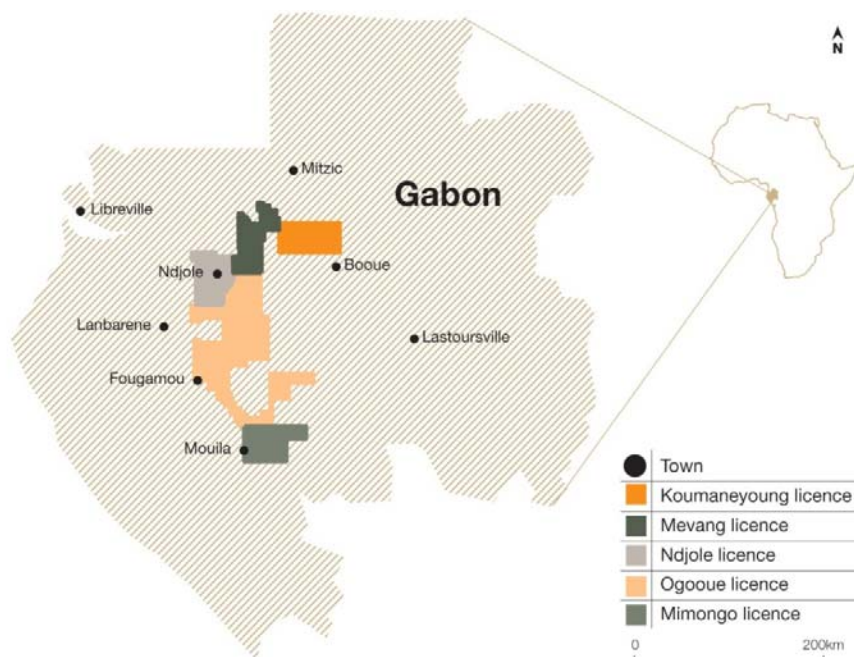 N
Mitzic
Gabon
Libreville
Booue
Ndjole
Lanbarene
Lastoursville
Fougamou
Mouila
Town
Koumaneyoung licence
Mevang licence
Ndjole licence
Ogooue licence
Mimongo licence
0 200km